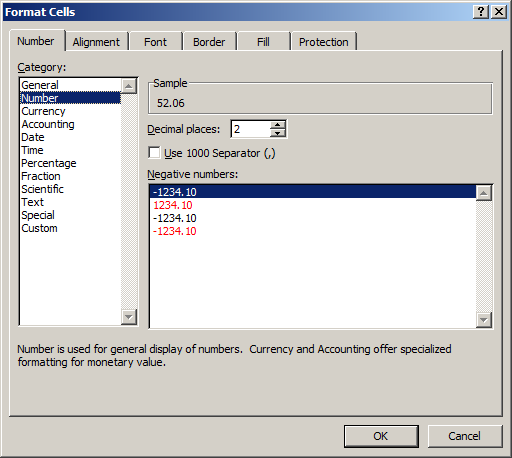 Format Cells
Number Alignment Font Border Fill Protection
Category:
General
Number
Currency
Accounting
Date
Time
Percentage
Fraction
Scientific
Text
Special
Custom
Sample
52.06
Decimal places: 2
Use 1000 Separator (,)
Negative numbers:
-1234.10
1234.10
-1234.10
-1234.10
Number is used for general display of numbers. Currency and Accounting offer specialized
formatting for monetary value.
OK Cancel